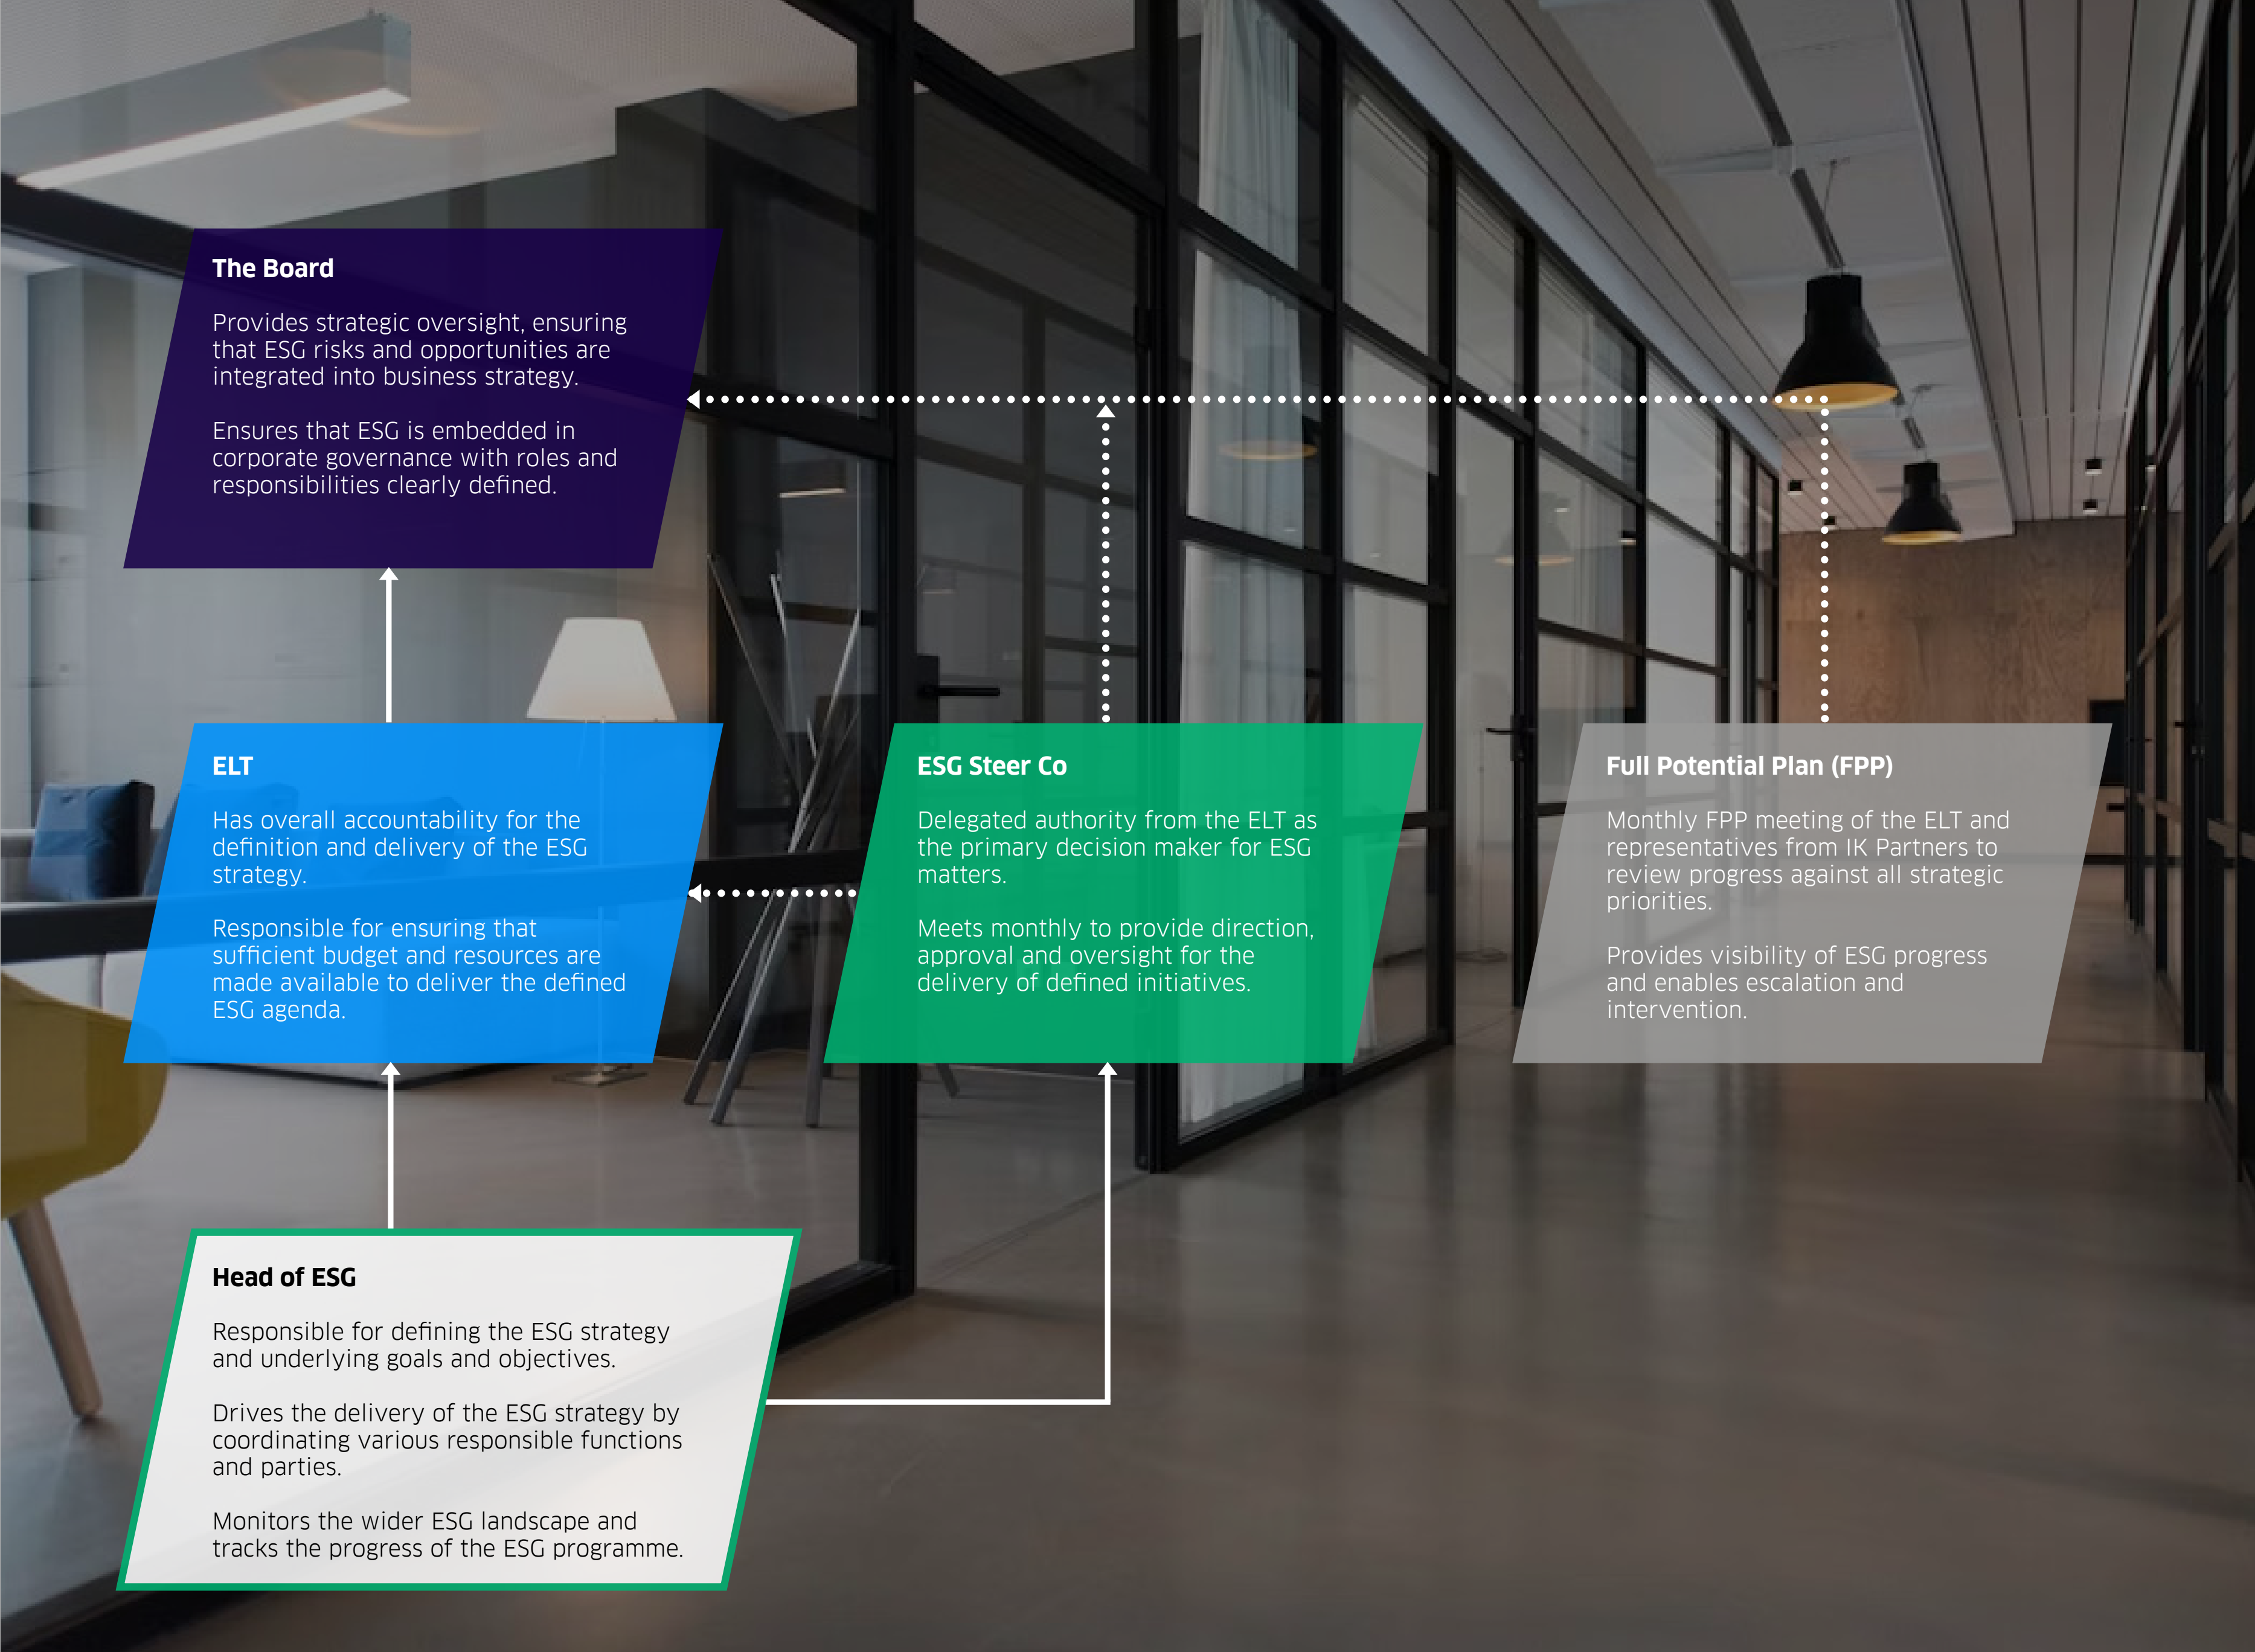 The Board
Provides strategic oversight, ensuring
that ESG risks and opportunities are
integrated into business strategy.
Ensures that ESG is embedded in
corporate governance with roles and
responsibilities clearly defined.
ELT
Has overall accountability for the
definition and delivery of the ESG
strategy.
Responsible for ensuring that
sufficient budget and resources are
made available to deliver the defined
ESG agenda.
ESG Steer Co
Delegated authority from the ELT as
the primary decision maker for ESG
matters.
Meets monthly to provide direction,
approval and oversight for the
delivery of defined initiatives.
Full Potential Plan (FPP)
Monthly FPP meeting of the ELT and
representatives from IK Partners to
review progress against all strategic
priorities.
Provides visibility of ESG progress
and enables escalation and
intervention.
Head of ESG
Responsible for defining the ESG strategy
and underlying goals and objectives.
Drives the delivery of the ESG strategy by
coordinating various responsible functions
and parties.
Monitors the wider ESG landscape and
tracks the progress of the ESG programme.